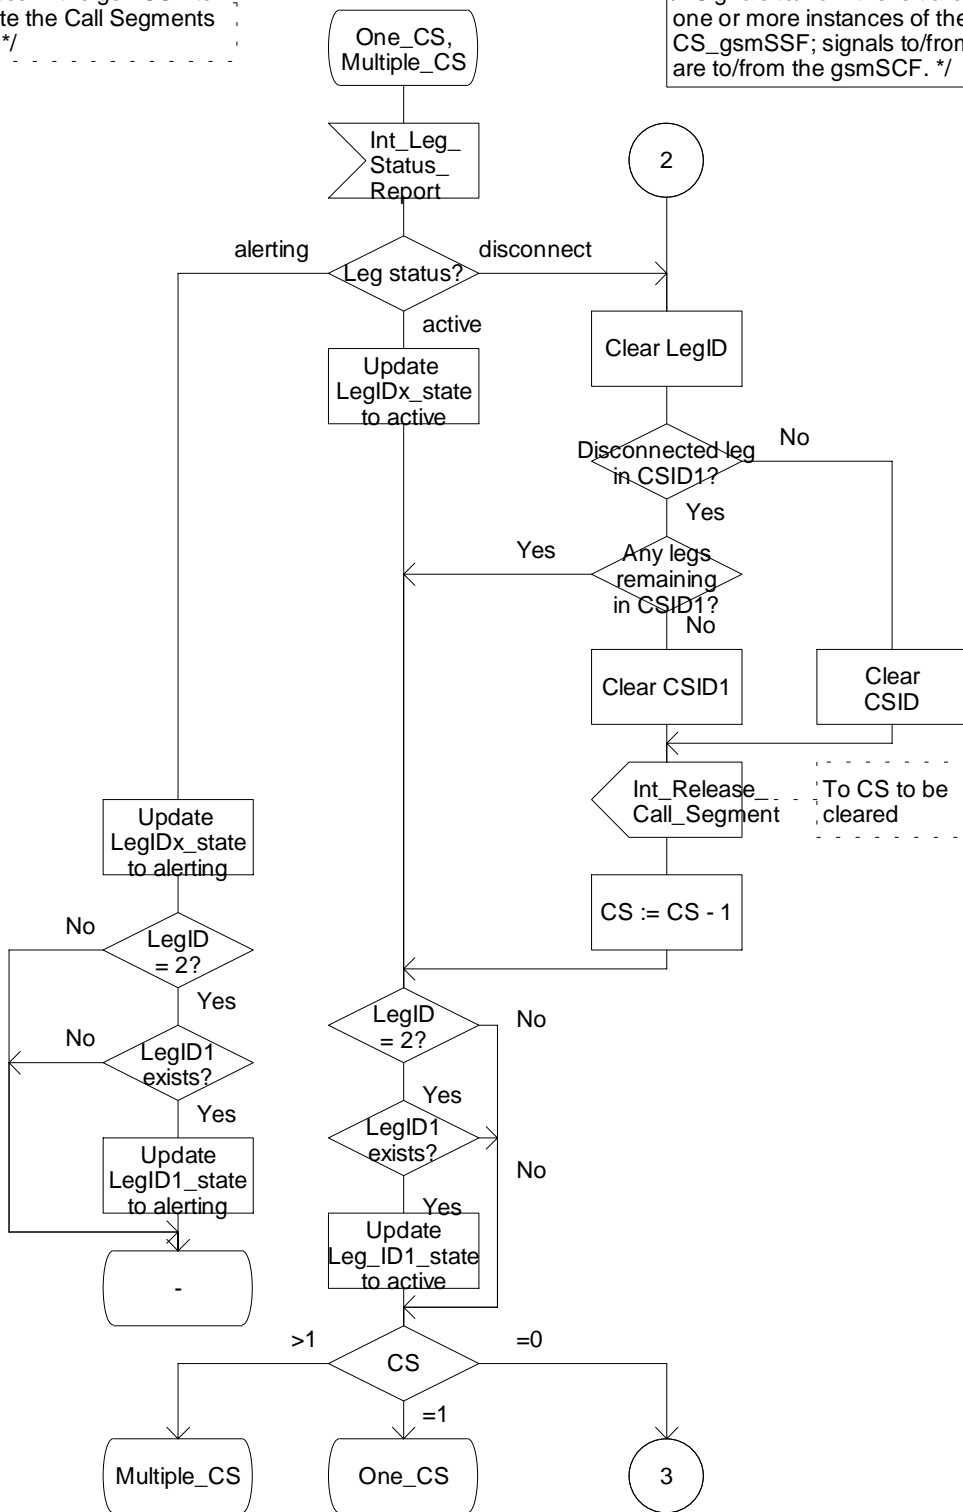 te the Call Segments
*/
one or more instances of the
CS_gsmSSF; signals to/from
are to/from the gsmSCF. */
One_CS,
Multiple_CS
Int_Leg_
Status_
Report
2
alerting
Leg status?
disconnect
active
Update
LegIDx_state
to active
Clear LegID
Disconnected leg
in CSID1?
No
Yes
Any legs
remaining
in CSID1?
Yes
No
Clear CSID1
Clear
CSID
Int_Release_
Call_Segment
To CS to be
cleared
CS := CS - 1
Update
LegIDx_state
to alerting
LegID
= 2?
No
Yes
LegID1
exists?
No
Yes
Update
LegID1_state
to alerting
-
LegID
= 2?
No
Yes
LegID1
exists?
No
Yes
Update
Leg_ID1_state
to active
CS
>1
=0
=1
Multiple_CS
One_CS
3